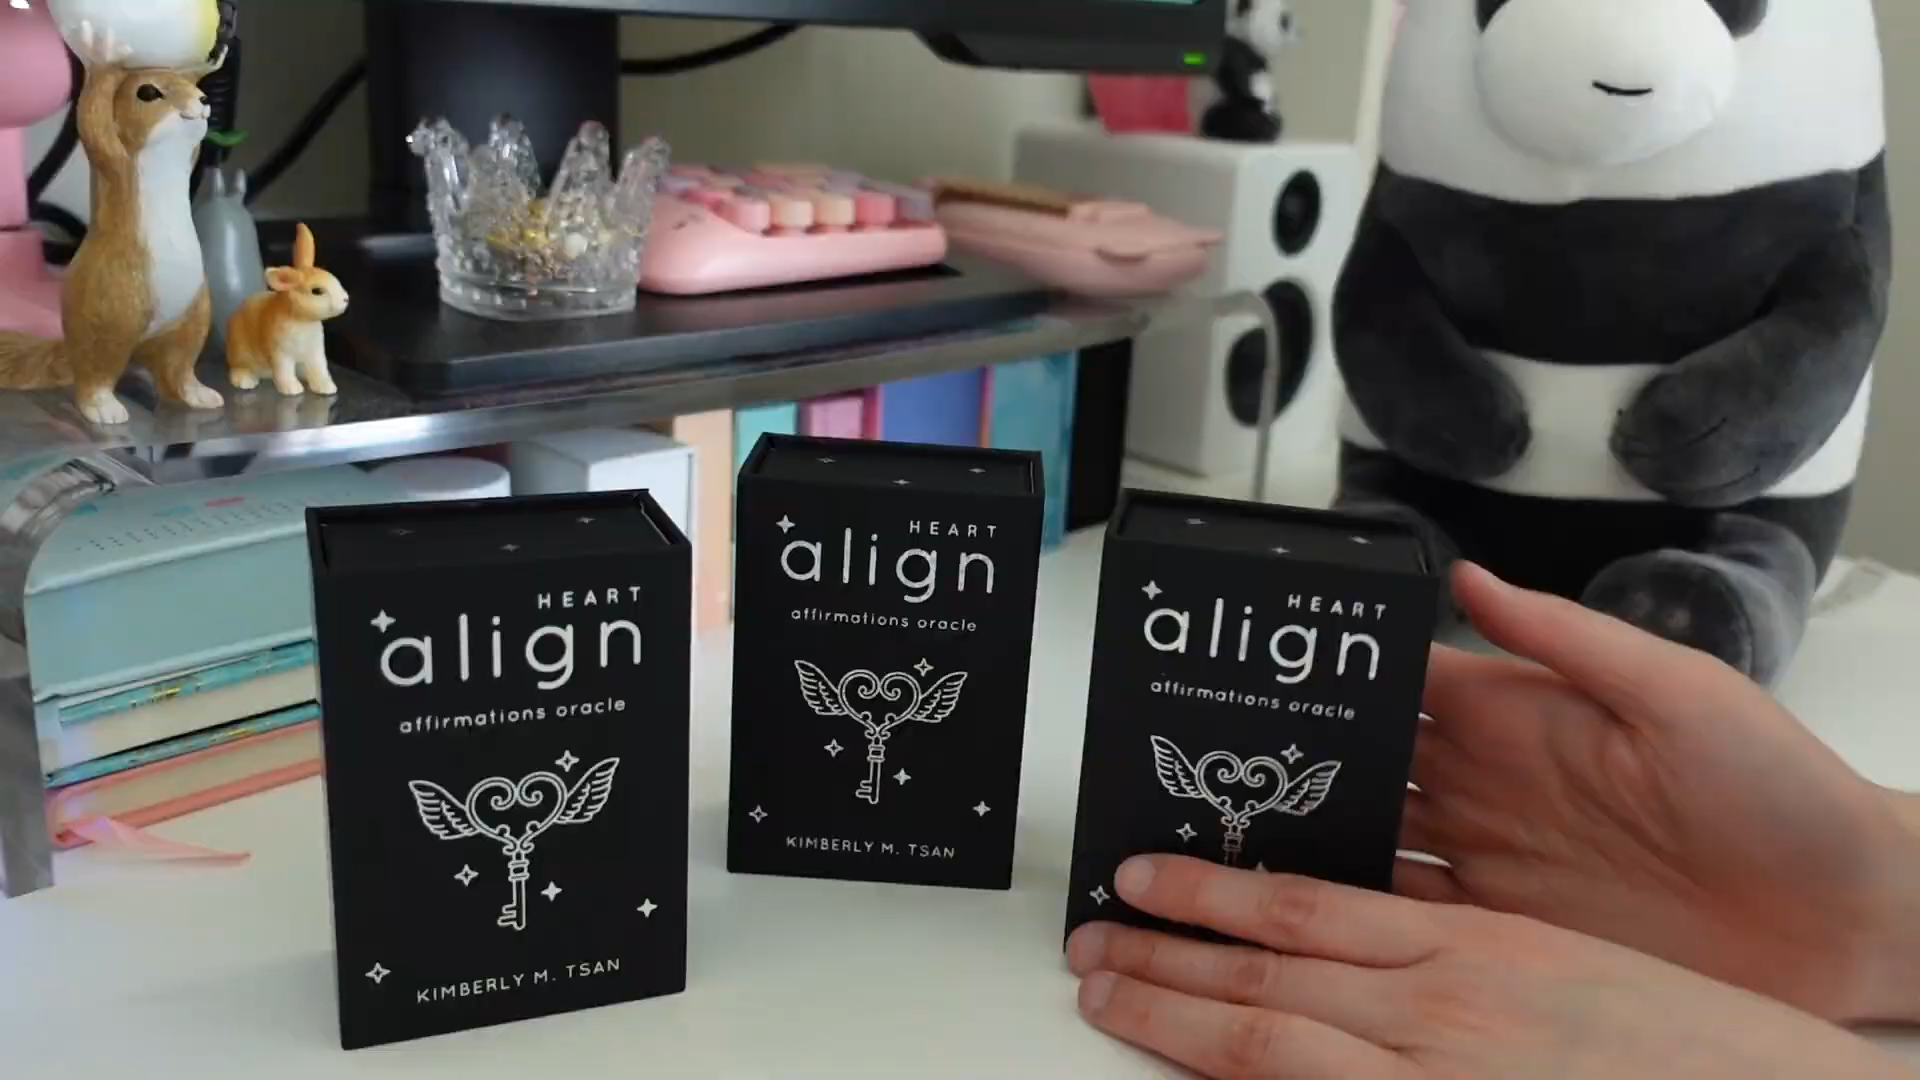 HEART
align
affirmations oracle
KIMBERLY M. TSAN
HEART
align
affirmations oracle
KIMBERLY M. TSAN
HEART
align
affirmations oracle